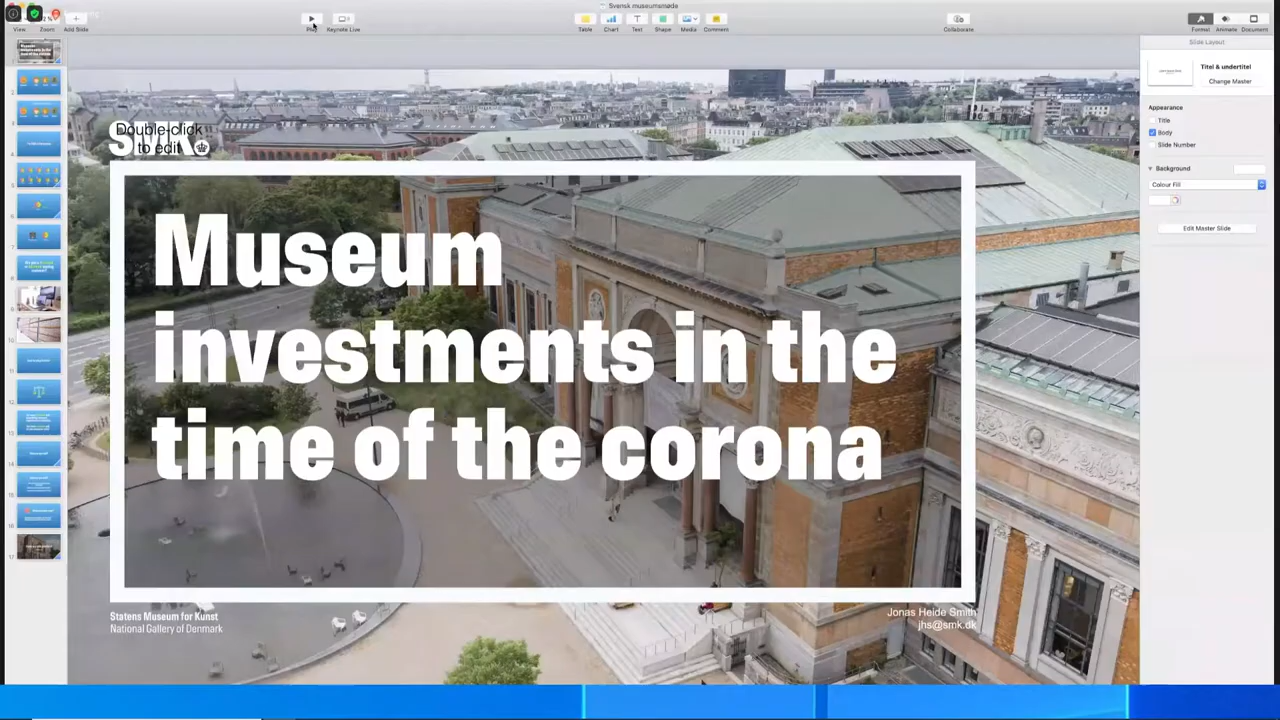 Svensk museumsmøde
View
Zoom
Add Slide
Play
Keynote Live
Table
Chart
Text
Shape
Media
Comment
Collaborate
Format
Animate
Document
Slide Layout
Titel & undertitel
Change Master
Appearance
Title
Body
Slide Number
Background
Colour Fill
Edit Master Slide
SMK
Double-click
to edit
Museum
investments in the
time of the corona
Statens Museum for Kunst
National Gallery of Denmark
Jonas Heide Smith
jhs@smk.dk